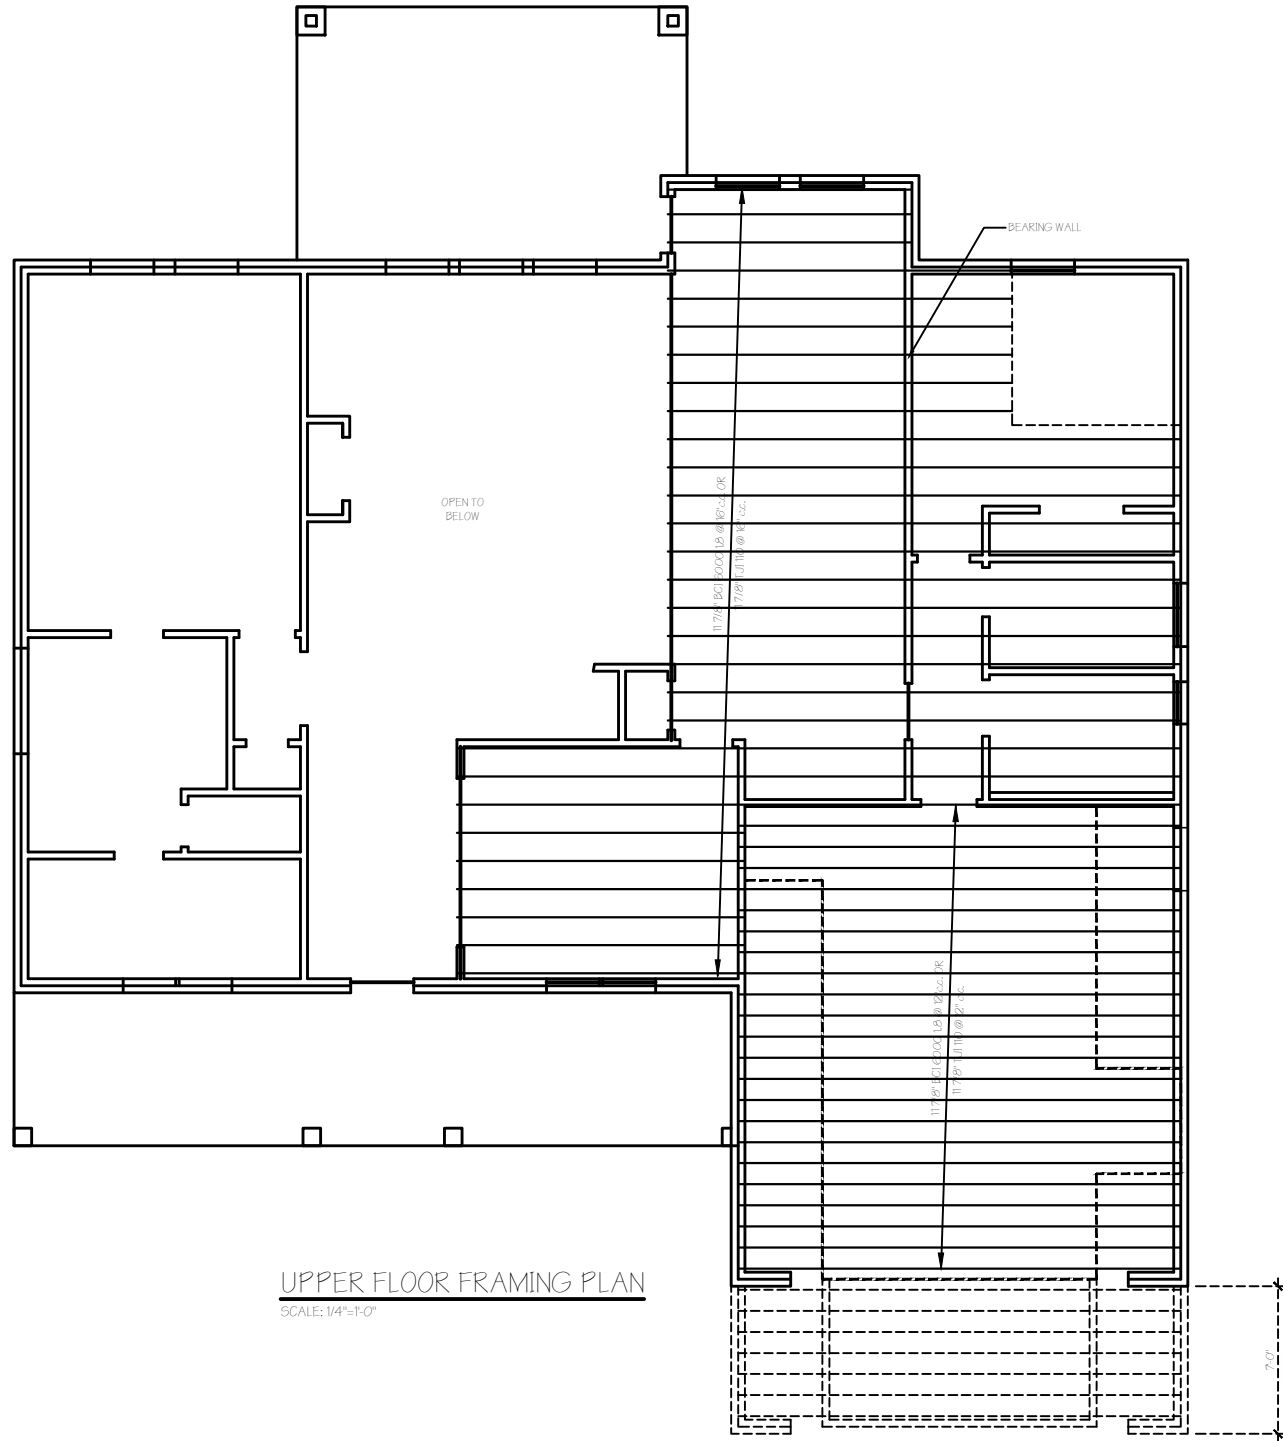 BEARING WALL
OPEN TO
BELOW
11 7/8" BCI 6000 1.8 @ 16" c.c. OR
11 7/8" TJI 110 @ 16" c.c.
11 7/8" BCI 6000 1.8 @ 12" c.c. OR
11 7/8" TJI 110 @ 12" c.c.
UPPER FLOOR FRAMING PLAN
SCALE: 1/4"=1'-0"
7'-0"